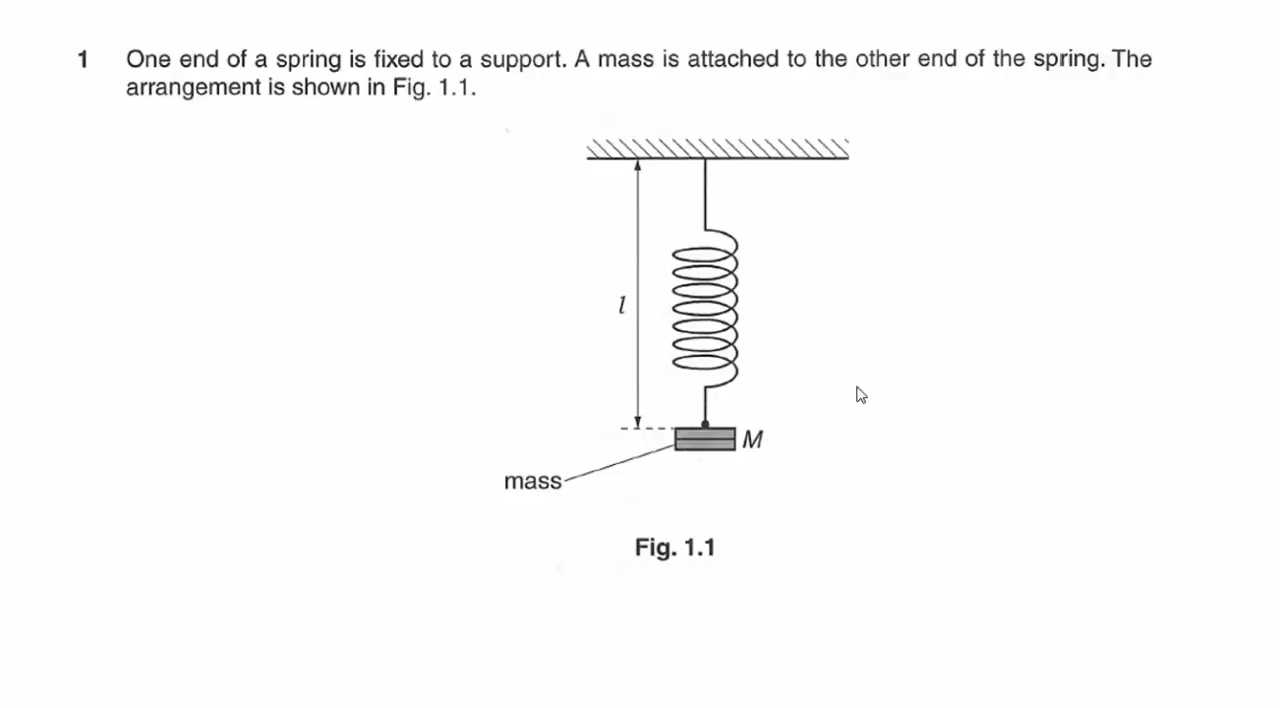 1 One end of a spring is fixed to a support. A mass is attached to the other end of the spring. The
arrangement is shown in Fig. 1.1.
l
M
mass
Fig. 1.1